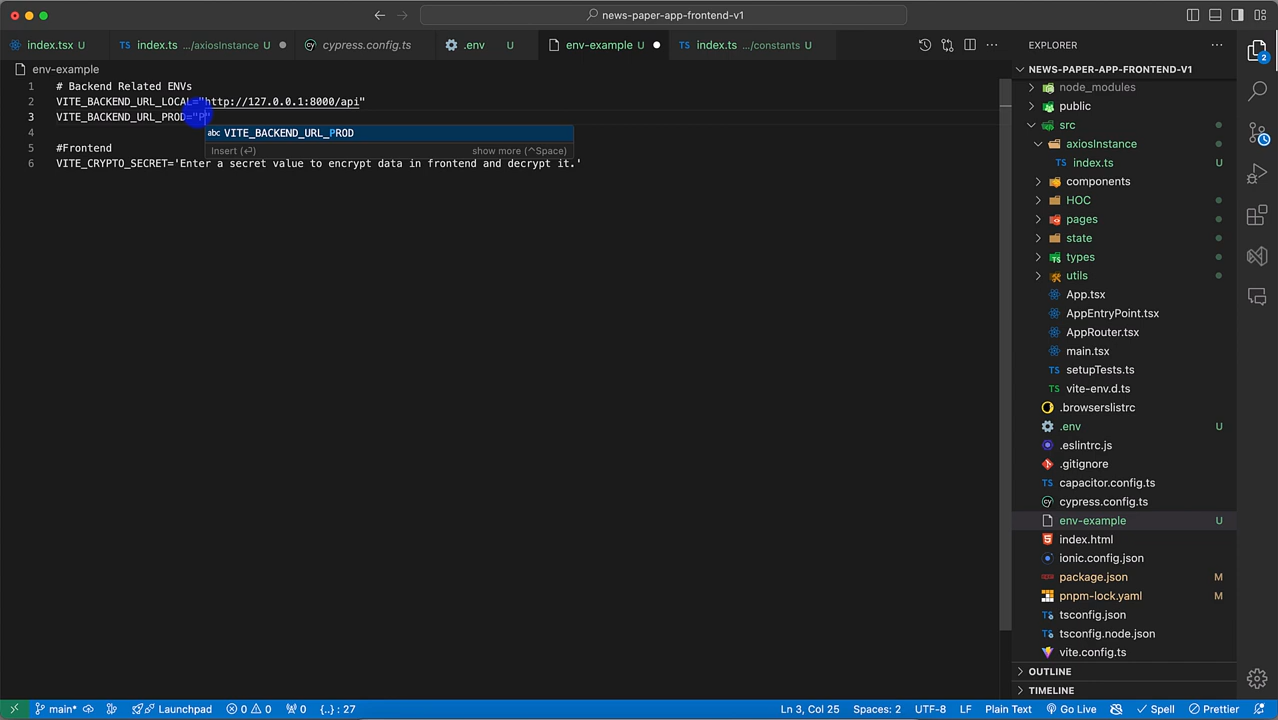 news-paper-app-frontend-v1
index.tsx U
index.ts .../axiosInstance U
cypress.config.ts
.env U
env-example U
index.ts .../constants U
EXPLORER
env-example
1 # Backend Related ENVs
2 VITE_BACKEND_URL_LOCAL="http://127.0.0.1:8000/api"
3 VITE_BACKEND_URL_PROD="P"
abc VITE_BACKEND_URL_PROD
Insert (⏎) show more (^Space)
4
5 #Frontend
6 VITE_CRYPTO_SECRET='Enter a secret value to encrypt data in frontend and decrypt it.'
NEWS-PAPER-APP-FRONTEND-V1
node_modules
public
src
axiosInstance
index.ts U
components
HOC
pages
state
types
utils
App.tsx
AppEntryPoint.tsx
AppRouter.tsx
main.tsx
setupTests.ts
vite-env.d.ts
.browserslistrc
.env U
.eslintrc.js
.gitignore
capacitor.config.ts
cypress.config.ts
env-example U
index.html
ionic.config.json
package.json M
pnpm-lock.yaml M
tsconfig.json
tsconfig.node.json
vite.config.ts
OUTLINE
TIMELINE
2
main* Launchpad 0 0 0 {..} : 27 Ln 3, Col 25 Spaces: 2 UTF-8 LF Plain Text Go Live Spell Prettier